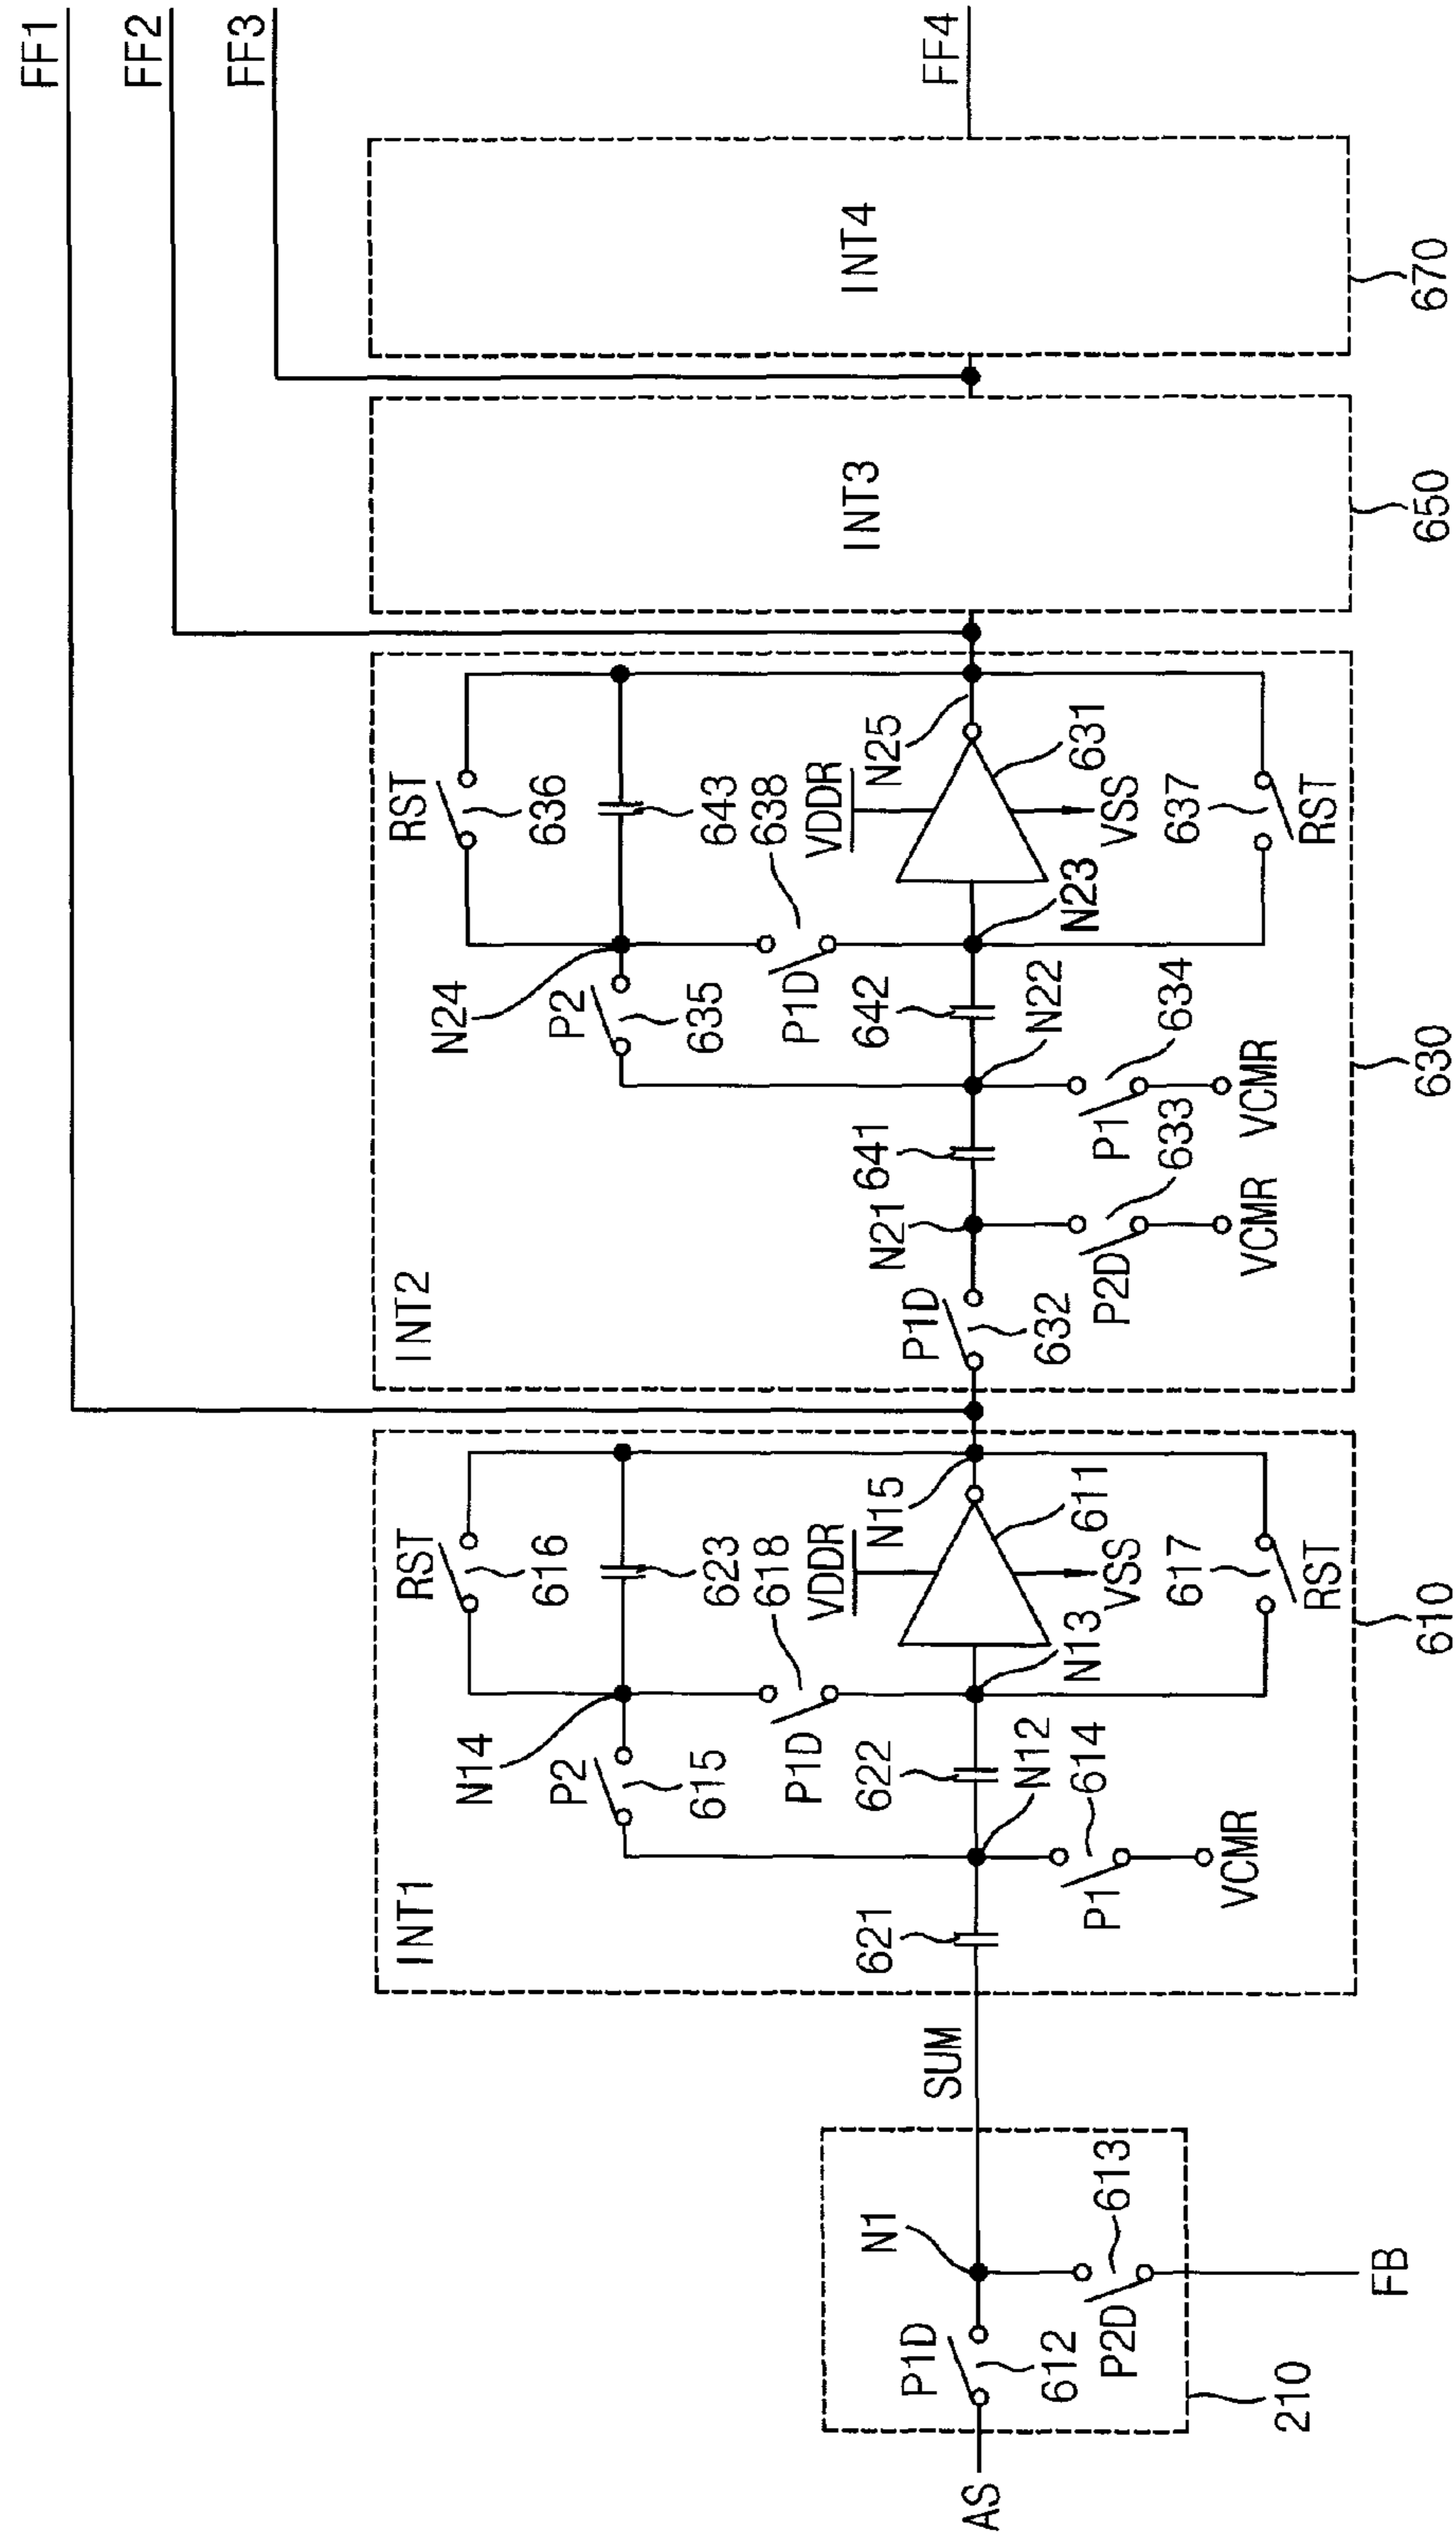 FF1
FF2
FF3
FF4
INT1
RST
616
N14
P2
615
623
618
P1D
VDDR
N15
611
VSS
622
N13
621
N12
614
P1
VCMR
617
RST
610
INT2
RST
636
N24
P2
635
643
638
P1D
VDDR
N25
631
VSS
642
N23
641
N22
634
P1
VCMR
N21
P1D
632
P2D
633
VCMR
637
RST
630
INT3
650
INT4
670
AS
P1D
612
N1
P2D
613
SUM
210
FB